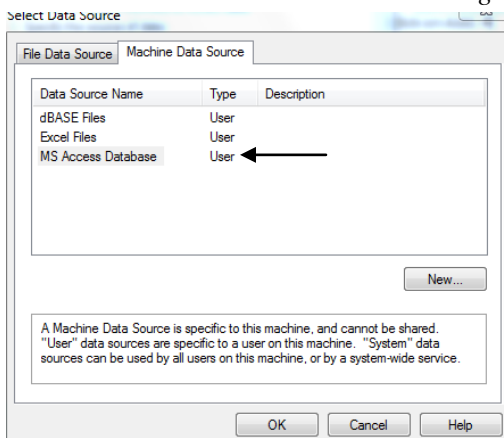 Select Data Source
File Data Source Machine Data Source
Data Source Name Type Description
dBASE Files User
Excel Files User
MS Access Database User
New...
A Machine Data Source is specific to this machine, and cannot be shared.
"User" data sources are specific to a user on this machine. "System" data
sources can be used by all users on this machine, or by a system-wide service.
OK Cancel Help